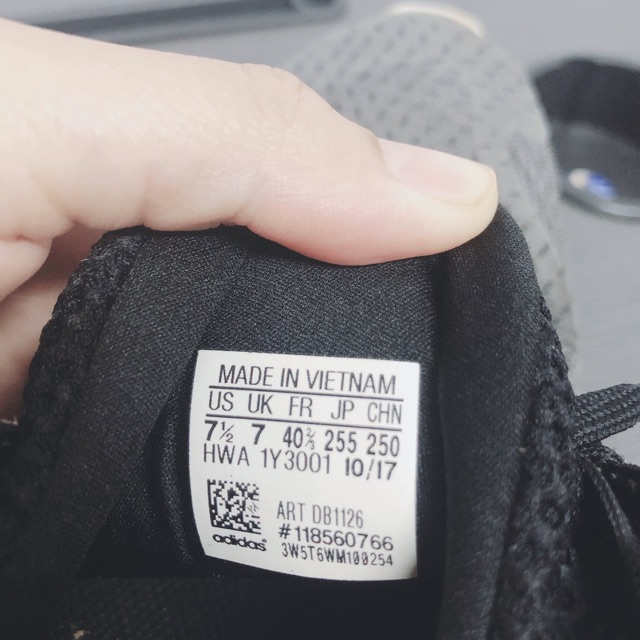 MADE IN VIETNAM
US UK FR JP CHN
7½ 7 40⅔ 255 250
HWA 1Y3001 10/17
ART DB1126
#118560766
adidas 3W5T6WM100254